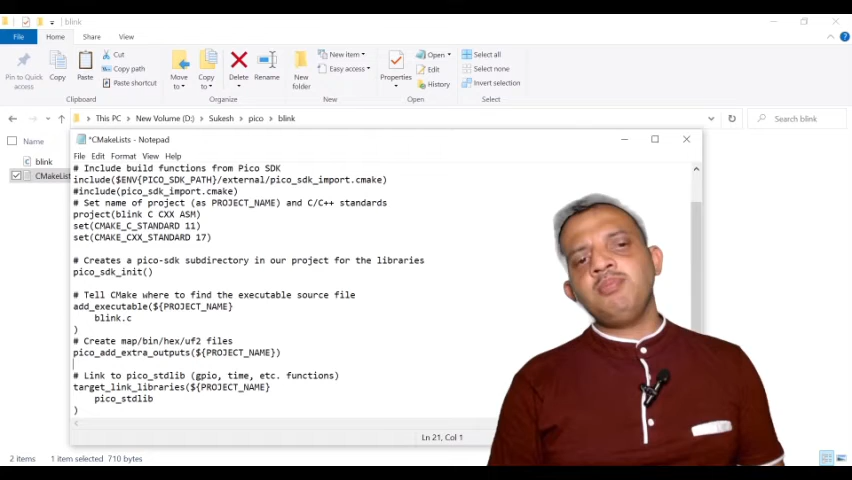 blink
File Home Share View
Pin to Quick access
Copy
Paste
Cut
Copy path
Paste shortcut
Clipboard
Move to
Copy to
Delete
Rename
Organize
New folder
New item
Easy access
New
Properties
Open
Edit
History
Open
Select all
Select none
Invert selection
Select
This PC New Volume (D:) Sukesh pico blink
Search blink
Name
blink
CMakeLists
*CMakeLists - Notepad
File Edit Format View Help
# Include build functions from Pico SDK
include($ENV{PICO_SDK_PATH}/external/pico_sdk_import.cmake)
#include(pico_sdk_import.cmake)
# Set name of project (as PROJECT_NAME) and C/C++ standards
project(blink C CXX ASM)
set(CMAKE_C_STANDARD 11)
set(CMAKE_CXX_STANDARD 17)
# Creates a pico-sdk subdirectory in our project for the libraries
pico_sdk_init()
# Tell CMake where to find the executable source file
add_executable(${PROJECT_NAME}
blink.c
)
# Create map/bin/hex/uf2 files
pico_add_extra_outputs(${PROJECT_NAME})
# Link to pico_stdlib (gpio, time, etc. functions)
target_link_libraries(${PROJECT_NAME}
pico_stdlib
)
Ln 21, Col 1
2 items 1 item selected 710 bytes